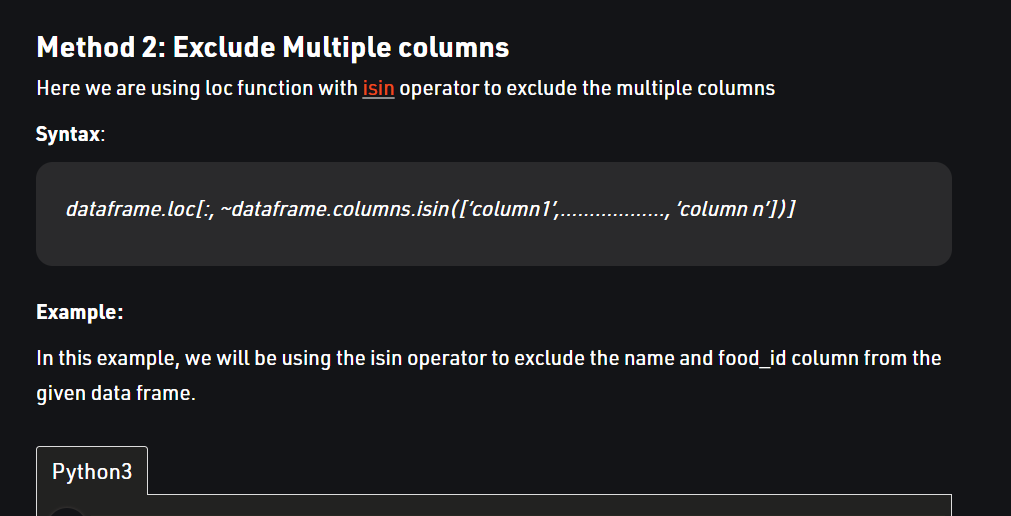 Method 2: Exclude Multiple columns
Here we are using loc function with isin operator to exclude the multiple columns
Syntax:
dataframe.loc[:, ~dataframe.columns.isin(['column1',………………, 'column n'])]
Example:
In this example, we will be using the isin operator to exclude the name and food_id column from the
given data frame.
Python3